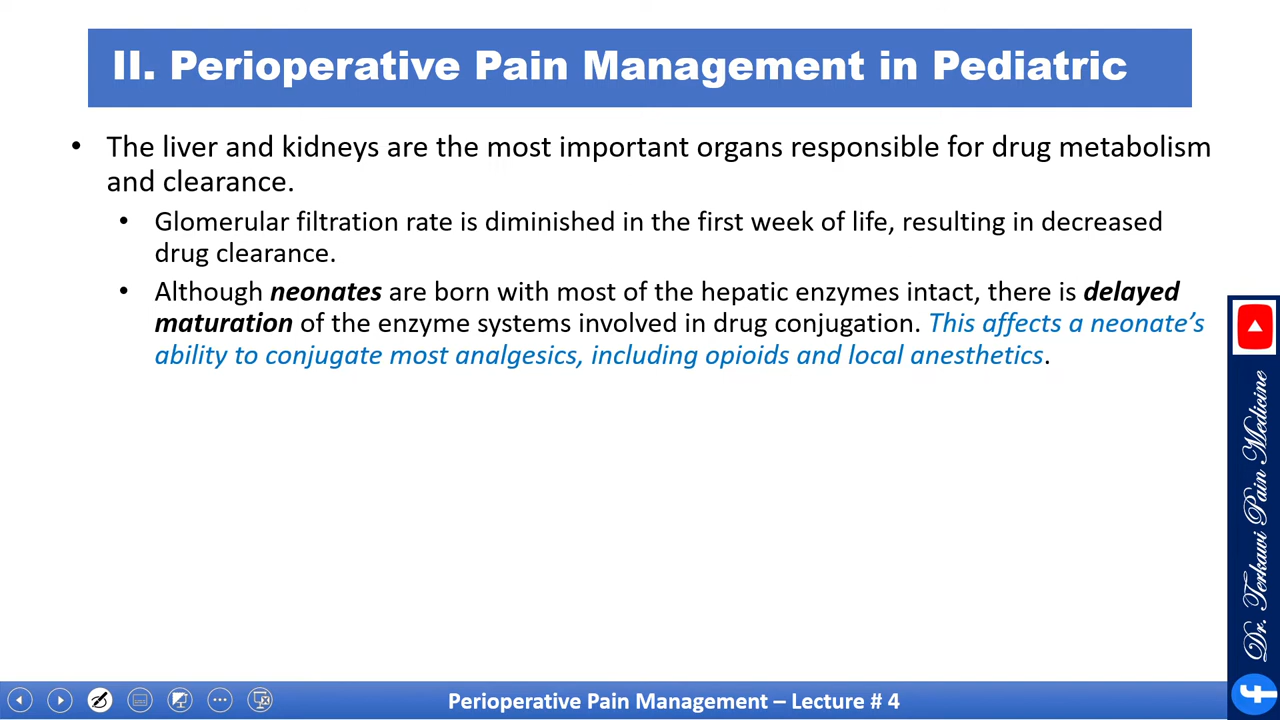 II. Perioperative Pain Management in Pediatric
• The liver and kidneys are the most important organs responsible for drug metabolism
and clearance.
• Glomerular filtration rate is diminished in the first week of life, resulting in decreased
drug clearance.
• Although neonates are born with most of the hepatic enzymes intact, there is delayed
maturation of the enzyme systems involved in drug conjugation. This affects a neonate’s
ability to conjugate most analgesics, including opioids and local anesthetics.
Dr. Terkawi Pain Medicine
Perioperative Pain Management – Lecture # 4